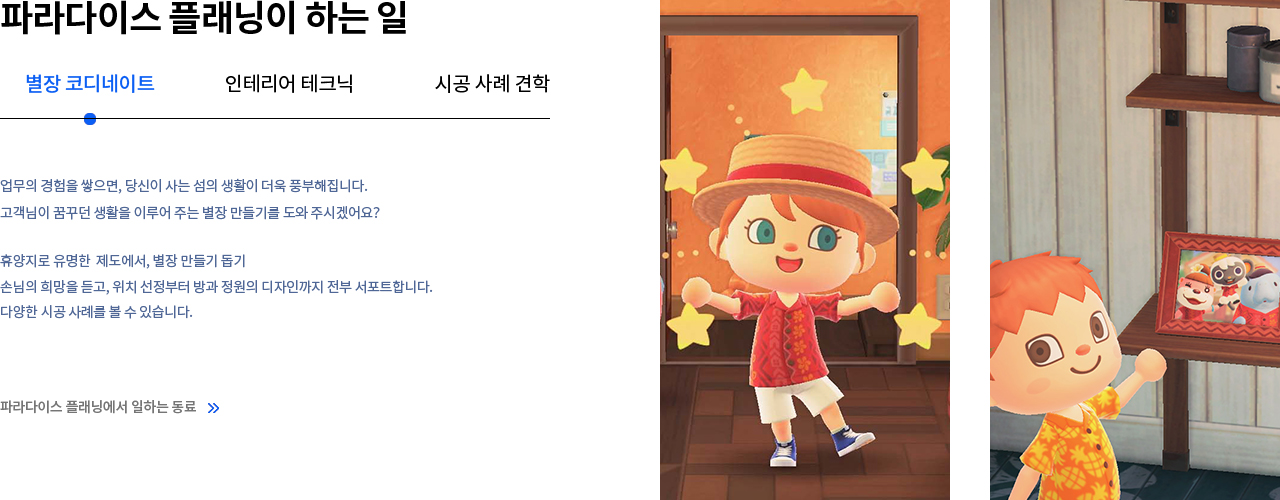 파라다이스 플래닝이 하는 일
별장 코디네이트
인테리어 테크닉
시공 사례 견학
업무의 경험을 쌓으면, 당신이 사는 섬의 생활이 더욱 풍부해집니다.
고객님이 꿈꾸던 생활을 이루어 주는 별장 만들기를 도와 주시겠어요?
휴양지로 유명한 제도에서, 별장 만들기 돕기
손님의 희망을 듣고, 위치 선정부터 방과 정원의 디자인까지 전부 서포트합니다.
다양한 시공 사례를 볼 수 있습니다.
파라다이스 플래닝에서 일하는 동료 »